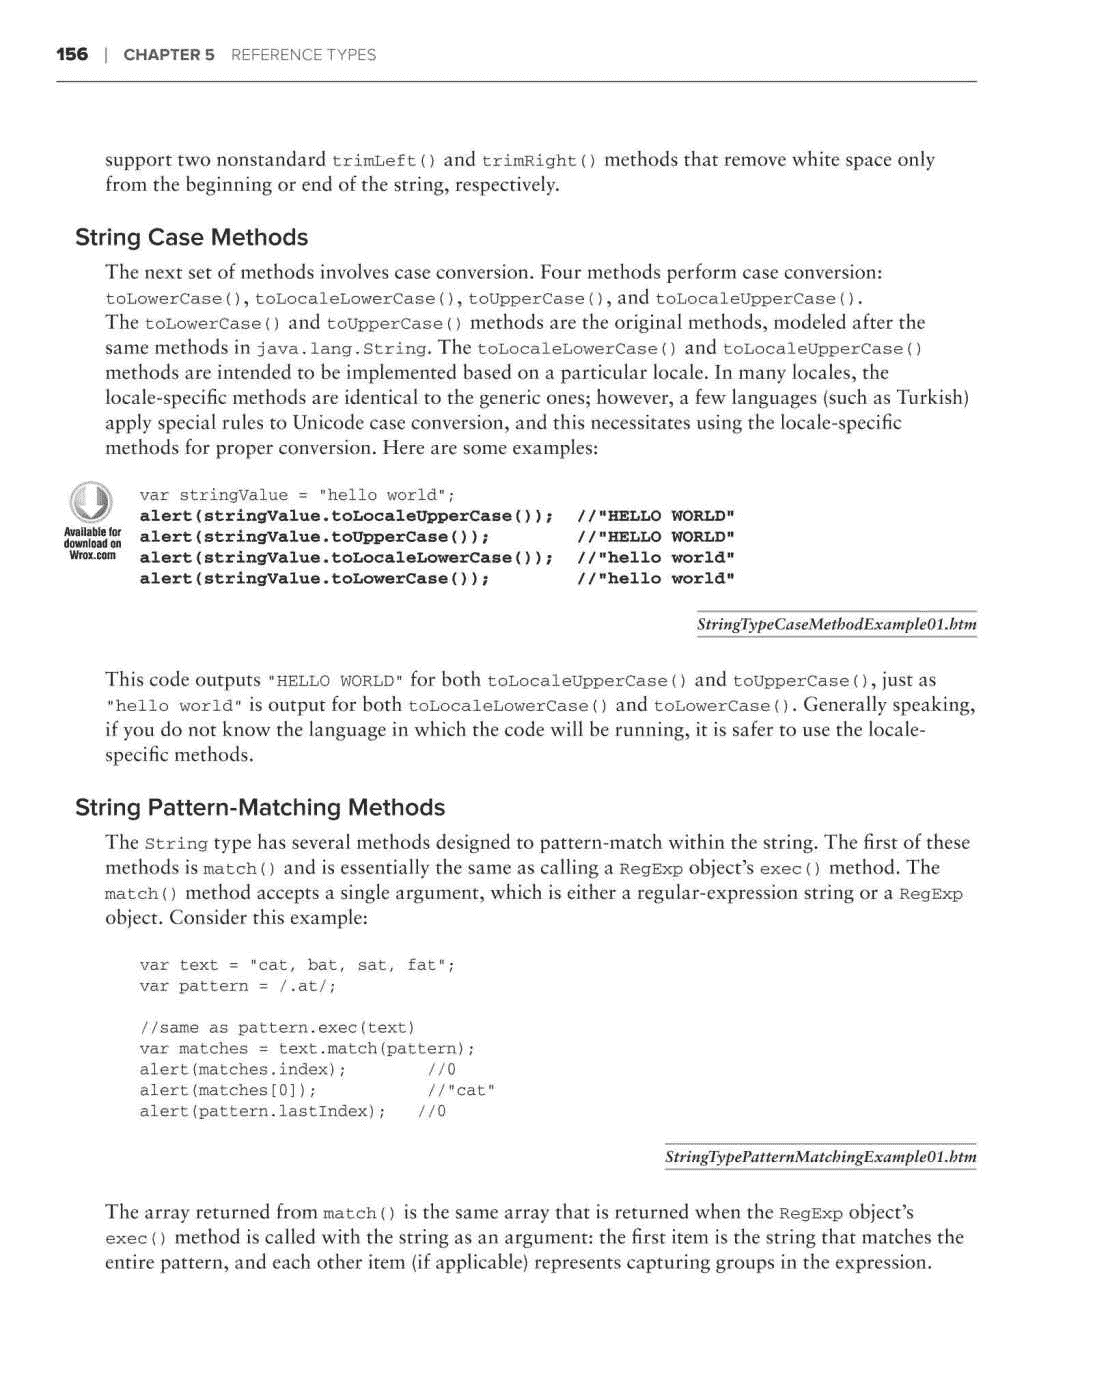 156 | CHAPTER 5 REFERENCE TYPES
support two nonstandard trimLeft() and trimRight() methods that remove white space only
from the beginning or end of the string, respectively.
String Case Methods
The next set of methods involves case conversion. Four methods perform case conversion:
toLowerCase(), toLocaleLowerCase(), toUpperCase(), and toLocaleUpperCase().
The toLowerCase() and toUpperCase() methods are the original methods, modeled after the
same methods in java.lang.String. The toLocaleLowerCase() and toLocaleUpperCase()
methods are intended to be implemented based on a particular locale. In many locales, the
locale-specific methods are identical to the generic ones; however, a few languages (such as Turkish)
apply special rules to Unicode case conversion, and this necessitates using the locale-specific
methods for proper conversion. Here are some examples:
Available for
download on
Wrox.com
var stringValue = "hello world";
alert(stringValue.toLocaleUpperCase()); //"HELLO WORLD"
alert(stringValue.toUpperCase()); //"HELLO WORLD"
alert(stringValue.toLocaleLowerCase()); //"hello world"
alert(stringValue.toLowerCase()); //"hello world"
StringTypeCaseMethodExample01.htm
This code outputs "HELLO WORLD" for both toLocaleUpperCase() and toUpperCase(), just as
"hello world" is output for both toLocaleLowerCase() and toLowerCase(). Generally speaking,
if you do not know the language in which the code will be running, it is safer to use the locale-
specific methods.
String Pattern-Matching Methods
The String type has several methods designed to pattern-match within the string. The first of these
methods is match() and is essentially the same as calling a RegExp object's exec() method. The
match() method accepts a single argument, which is either a regular-expression string or a RegExp
object. Consider this example:
var text = "cat, bat, sat, fat";
var pattern = /.at/;
//same as pattern.exec(text)
var matches = text.match(pattern);
alert(matches.index); //0
alert(matches[0]); //"cat"
alert(pattern.lastIndex); //0
StringTypePatternMatchingExample01.htm
The array returned from match() is the same array that is returned when the RegExp object's
exec() method is called with the string as an argument: the first item is the string that matches the
entire pattern, and each other item (if applicable) represents capturing groups in the expression.